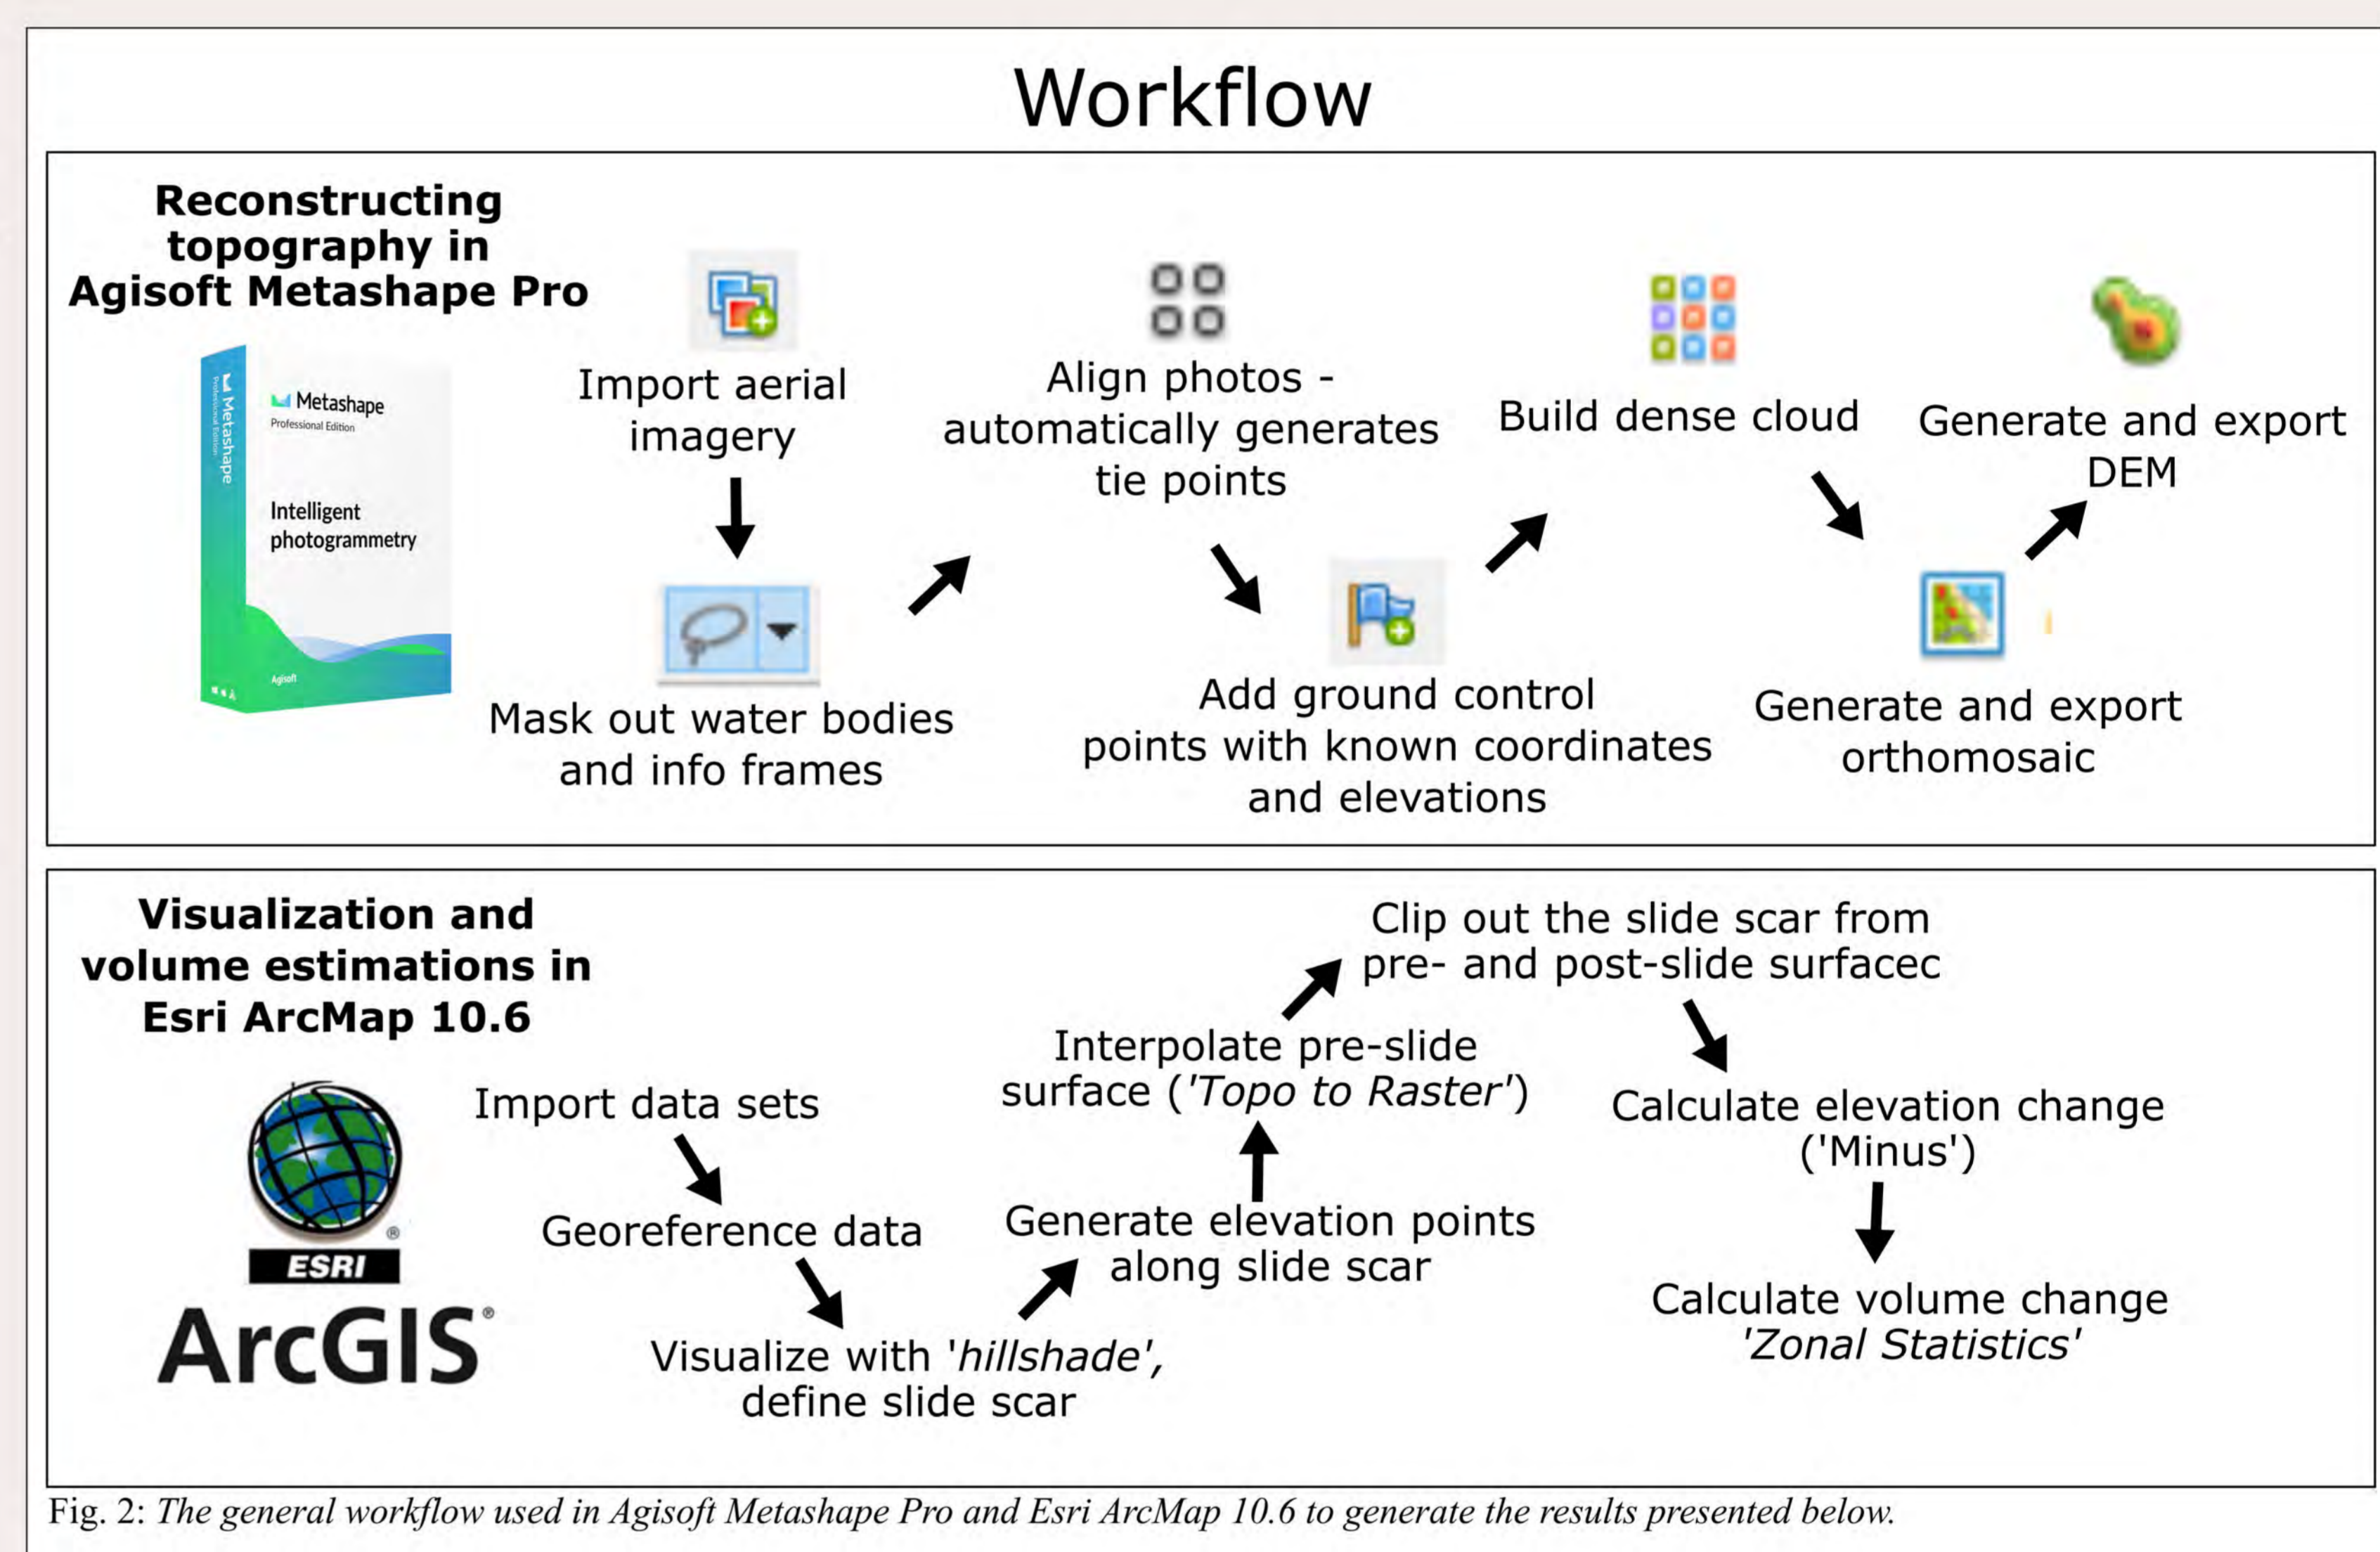 Workflow
Reconstructing
topography in
Agisoft Metashape Pro
Metashape
Professional Edition
Metashape
Professional Edition
Intelligent
photogrammetry
Agisoft
Import aerial
imagery
Mask out water bodies
and info frames
Align photos -
automatically generates
tie points
Add ground control
points with known coordinates
and elevations
Build dense cloud
Generate and export
orthomosaic
Generate and export
DEM
Visualization and
volume estimations in
Esri ArcMap 10.6
®
ESRI
ArcGIS®
Import data sets
Georeference data
Visualize with 'hillshade',
define slide scar
Generate elevation points
along slide scar
Interpolate pre-slide
surface ('Topo to Raster')
Clip out the slide scar from
pre- and post-slide surfacec
Calculate elevation change
('Minus')
Calculate volume change
'Zonal Statistics'
Fig. 2: The general workflow used in Agisoft Metashape Pro and Esri ArcMap 10.6 to generate the results presented below.